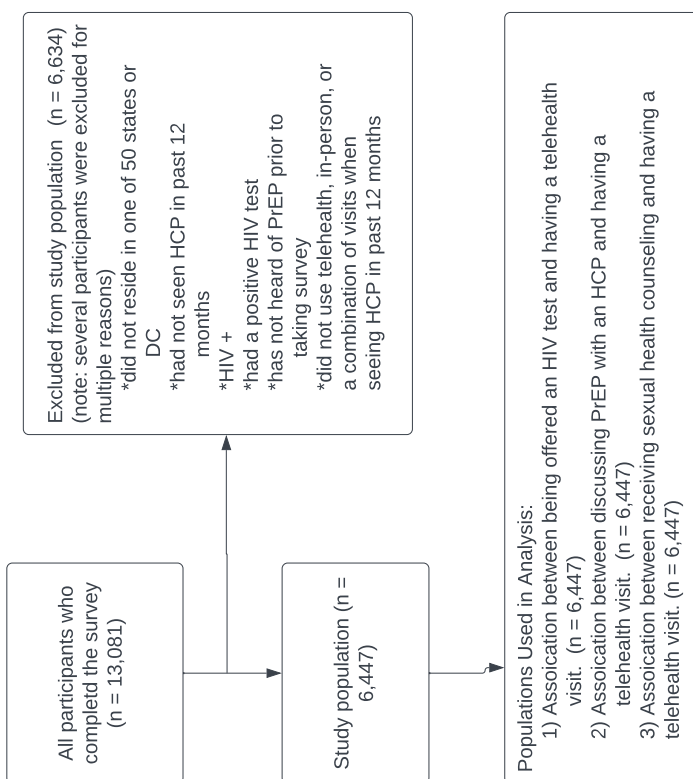 All participants who
completd the survey
(n = 13,081)
Excluded from study population (n = 6,634)
(note: several participants were excluded for
multiple reasons)
*did not reside in one of 50 states or
DC
*had not seen HCP in past 12
months
*HIV +
*had a positive HIV test
*has not heard of PrEP prior to
taking survey
*did not use telehealth, in-person, or
a combination of visits when
seeing HCP in past 12 months
Study population (n =
6,447)
Populations Used in Analysis:
1) Assoication between being offered an HIV test and having a telehealth
visit. (n = 6,447)
2) Assoication between discussing PrEP with an HCP and having a
telehealth visit. (n = 6,447)
3) Assoication between receiving sexual health counseling and having a
telehealth visit. (n = 6,447)